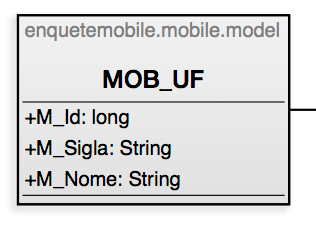 enquetemobile.mobile.model
MOB_UF
+M_Id: long
+M_Sigla: String
+M_Nome: String